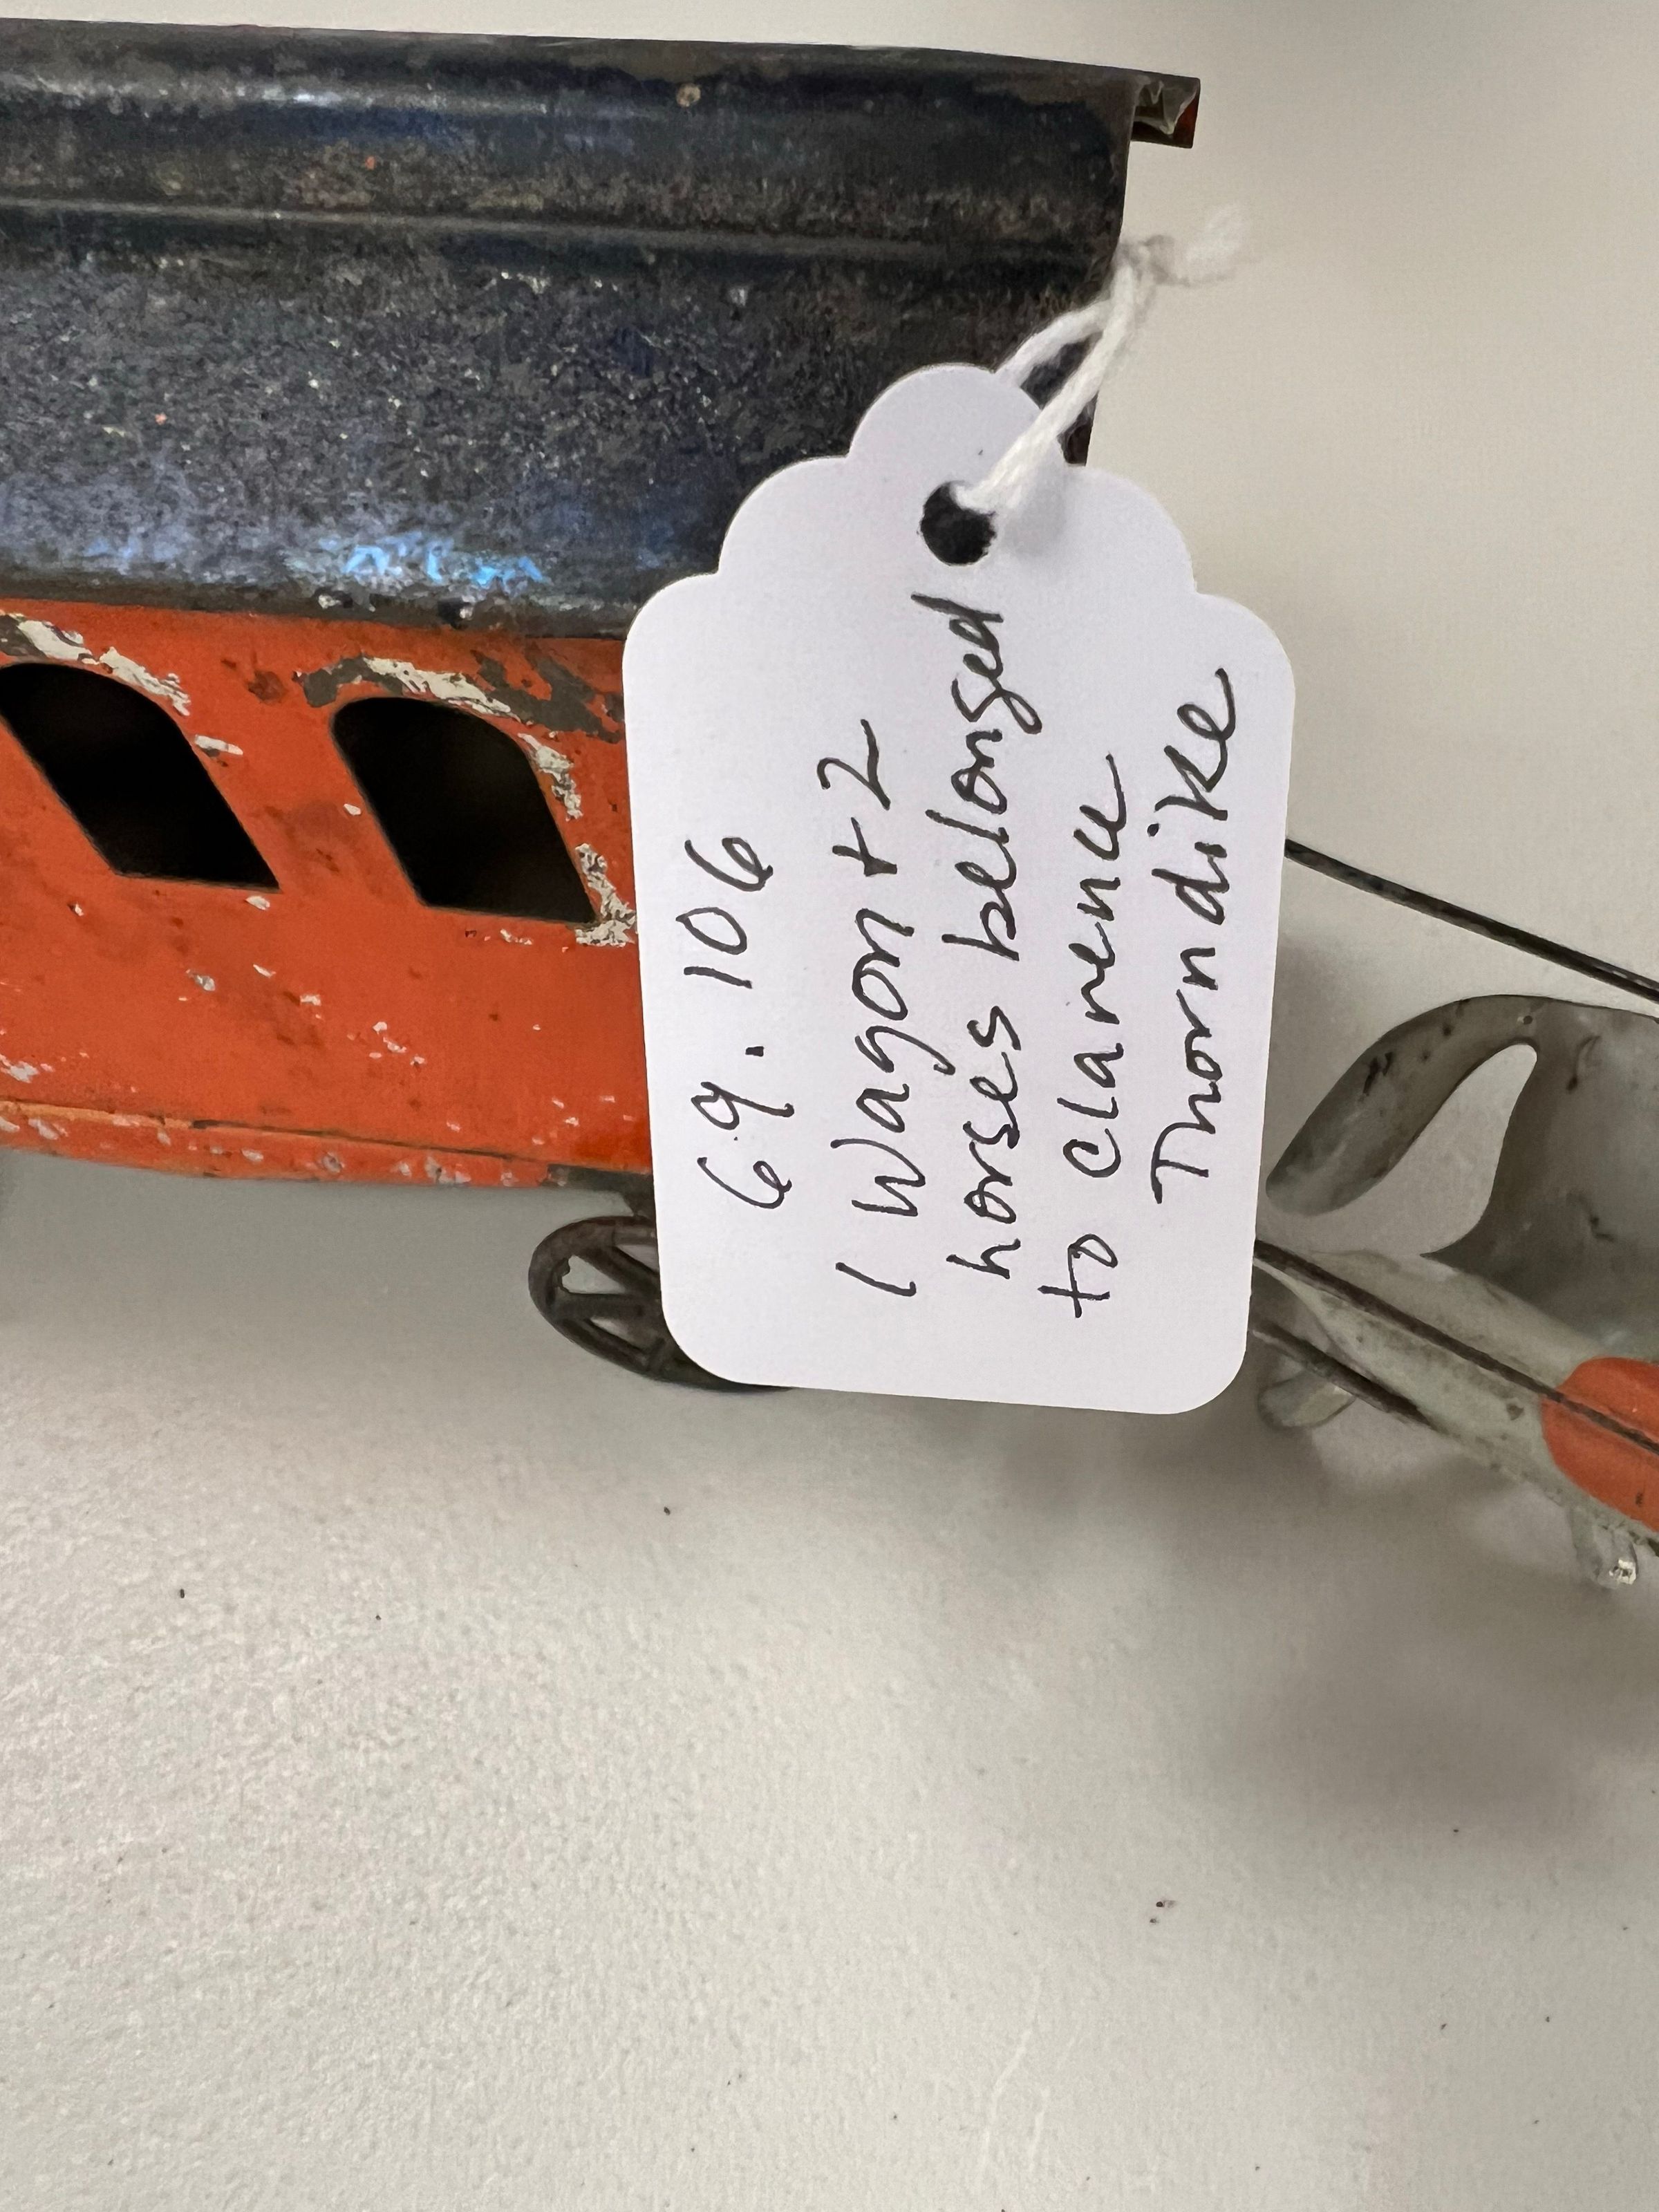 69.106
1 Wagon + 2
horses belonged
to Clarence
Thorndike